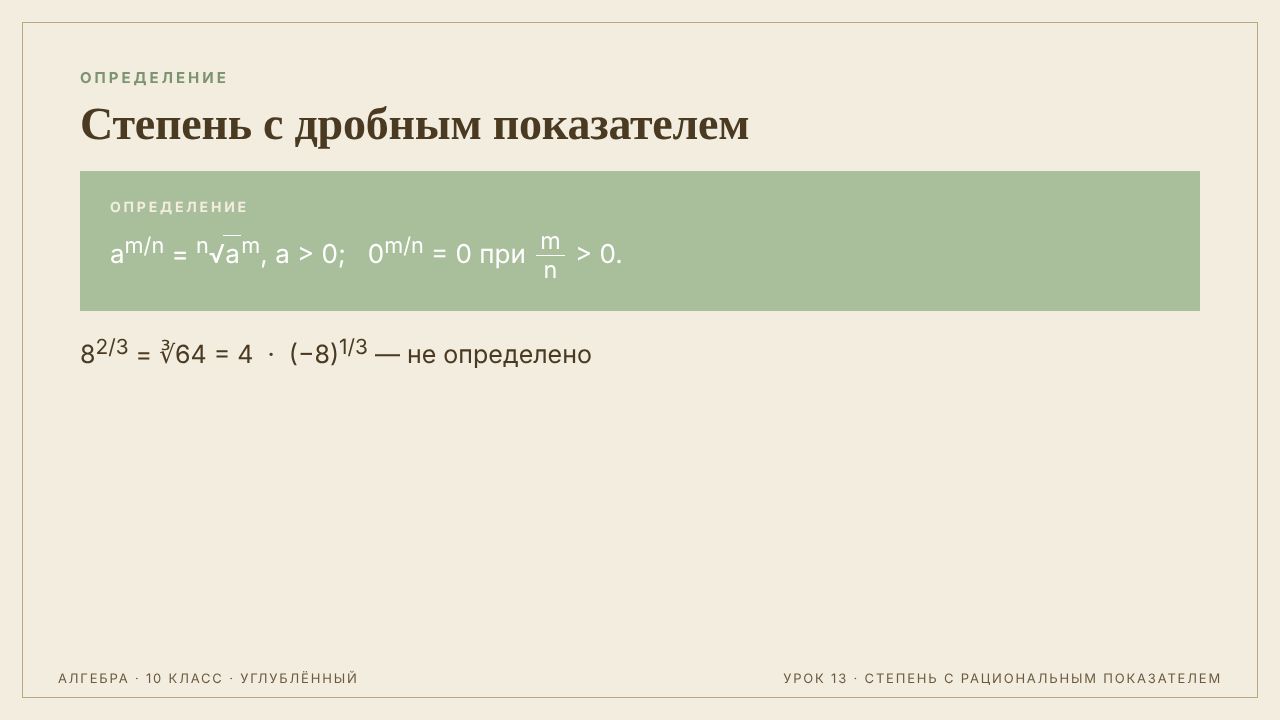 ОПРЕДЕЛЕНИЕ
Степень с дробным показателем
ОПРЕДЕЛЕНИЕ
a^{m/n} = ^{n}√a^{m}, a > 0; 0^{m/n} = 0 при m/n > 0.
8^{2/3} = ∛64 = 4 · (−8)^{1/3} — не определено
АЛГЕБРА · 10 КЛАСС · УГЛУБЛЁННЫЙ
УРОК 13 · СТЕПЕНЬ С РАЦИОНАЛЬНЫМ ПОКАЗАТЕЛЕМ